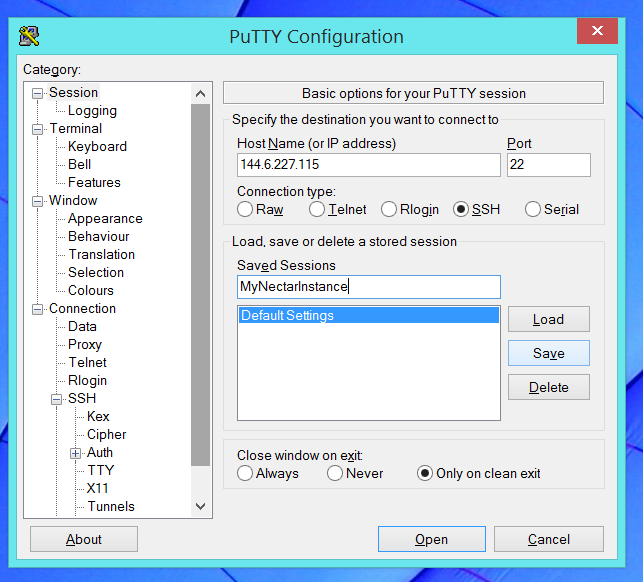 PuTTY Configuration
Category:
Session
Logging
Terminal
Keyboard
Bell
Features
Window
Appearance
Behaviour
Translation
Selection
Colours
Connection
Data
Proxy
Telnet
Rlogin
SSH
Kex
Cipher
Auth
TTY
X11
Tunnels
Basic options for your PuTTY session
Specify the destination you want to connect to
Host Name (or IP address) Port
144.6.227.115 22
Connection type:
Raw Telnet Rlogin SSH Serial
Load, save or delete a stored session
Saved Sessions
MyNectarInstance
Default Settings
Load
Save
Delete
Close window on exit:
Always Never Only on clean exit
About Open Cancel